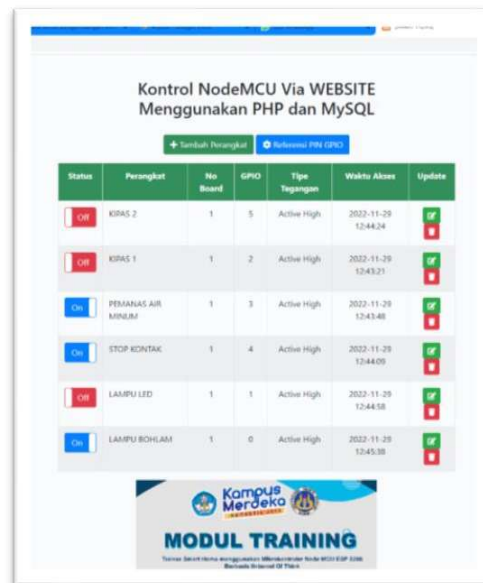 Kontrol NodeMCU Via WEBSITE
Menggunakan PHP dan MySQL
+ Tambah Perangkat Referensi PIN GPIO
Status Perangkat No Board GPIO Tipe Tegangan Waktu Akses Update
Off KIPAS 2 1 5 Active High 2022-11-29 12:44:24
Off KIPAS 1 1 2 Active High 2022-11-29 12:43:21
On PEMANAS AIR MINUM 1 3 Active High 2022-11-29 12:43:48
On STOP KONTAK 1 4 Active High 2022-11-29 12:44:09
Off LAMPU LED 1 1 Active High 2022-11-29 12:44:58
On LAMPU BOHLAM 1 0 Active High 2022-11-29 12:45:38
Kampus
Merdeka
MODUL TRAINING